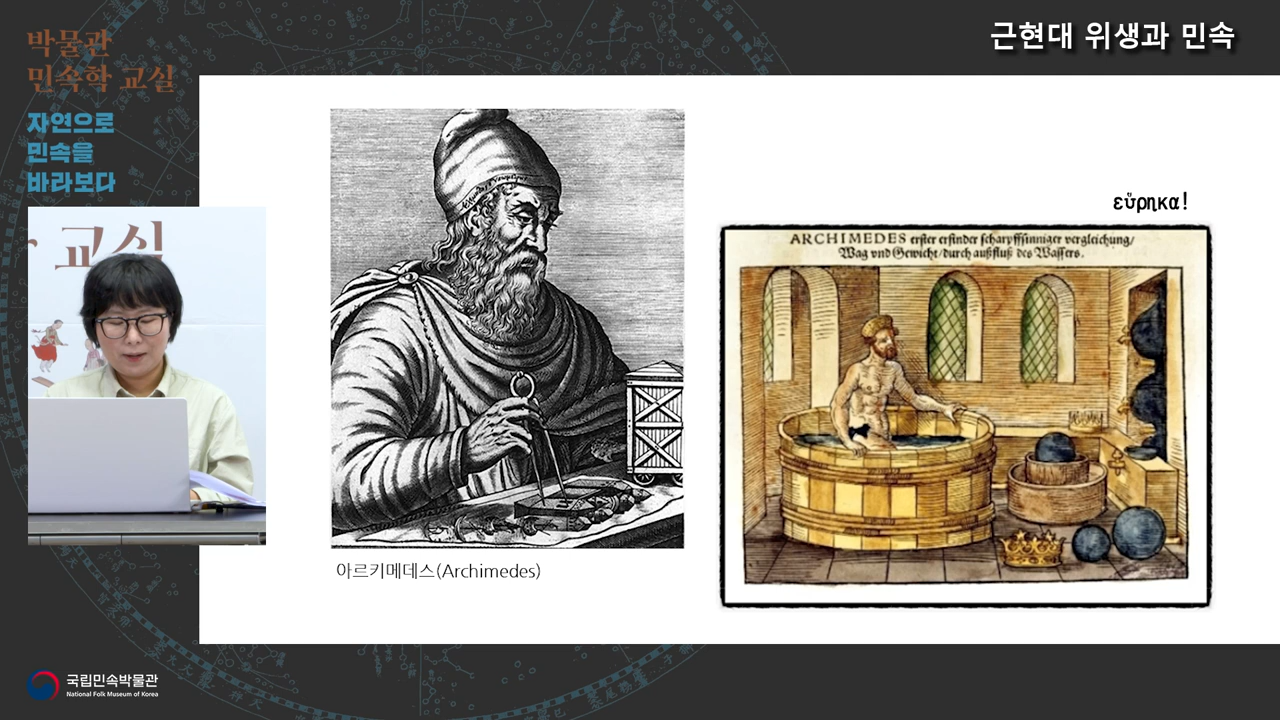 박물관
민속학 교실
자연으로
민속을
바라보다
근현대 위생과 민속
교실
εὕρηκα!
ARCHIMEDES erster erfinder scharpffsinniger vergleichung/
Wag vnd Gewicht/durch außfluß des Wassers.
아르키메데스(Archimedes)
국립민속박물관
National Folk Museum of Korea